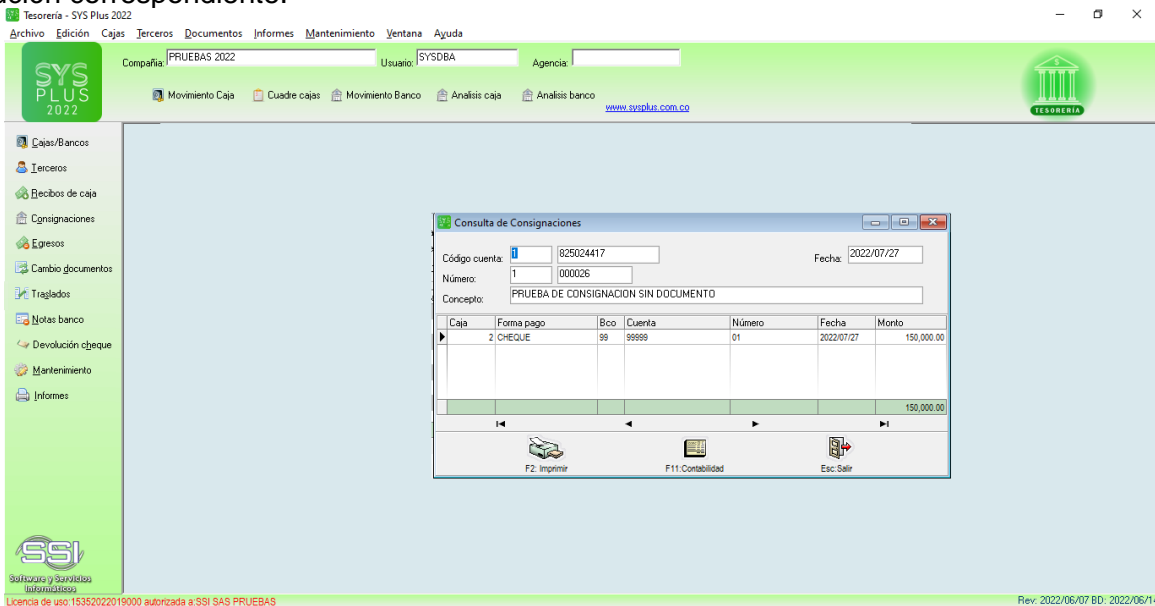 ción correspondiente.
Tesorería - SYS Plus 2022
Archivo Edición Cajas Terceros Documentos Informes Mantenimiento Ventana Ayuda
SYS PLUS 2022
Compañia: PRUEBAS 2022 Usuario: SYSDBA Agencia:
Movimiento Caja Cuadre cajas Movimiento Banco Analisis caja Analisis banco
www.sysplus.com.co
TESORERÍA
Cajas/Bancos
Terceros
Recibos de caja
Consignaciones
Egresos
Cambio documentos
Traslados
Notas banco
Devolución cheque
Mantenimiento
Informes
Consulta de Consignaciones
Código cuenta: 1 825024417 Fecha: 2022/07/27
Número: 1 000026
Concepto: PRUEBA DE CONSIGNACION SIN DOCUMENTO
Caja Forma pago Bco Cuenta Número Fecha Monto
2 CHEQUE 99 99999 01 2022/07/27 150,000.00
150,000.00
F2: Imprimir F11:Contabilidad Esc:Salir
SSI
Software y Servicios
Informáticos
Licencia de uso:15352022019000 autorizada a:SSI SAS PRUEBAS Rev: 2022/06/07 BD: 2022/06/14